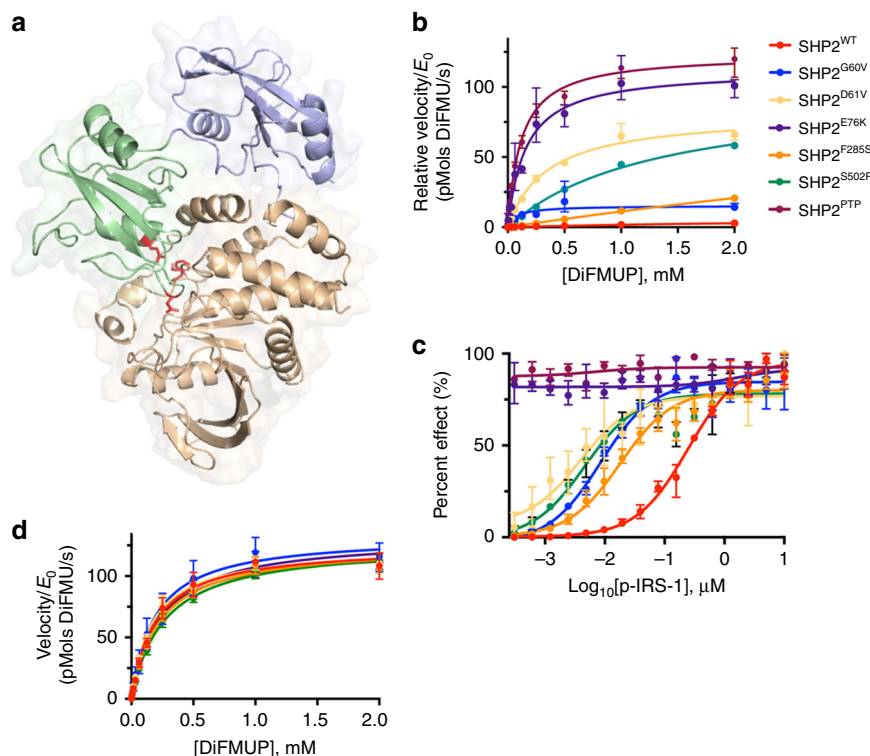 a
b
Relative velocity/E0
(pMols DiFMU/s)
100
50
0
0.0
0.5
1.0
1.5
2.0
[DiFMUP], mM
SHP2WT
SHP2G60V
SHP2D61V
SHP2E76K
SHP2F285S
SHP2PTP
c
Percent effect (%)
100
50
0
–3
–2
–1
0
1
Log10[p-IRS-1], μM
d
Velocity/E0
(pMols DiFMU/s)
100
50
0
0.0
0.5
1.0
1.5
2.0
[DiFMUP], mM